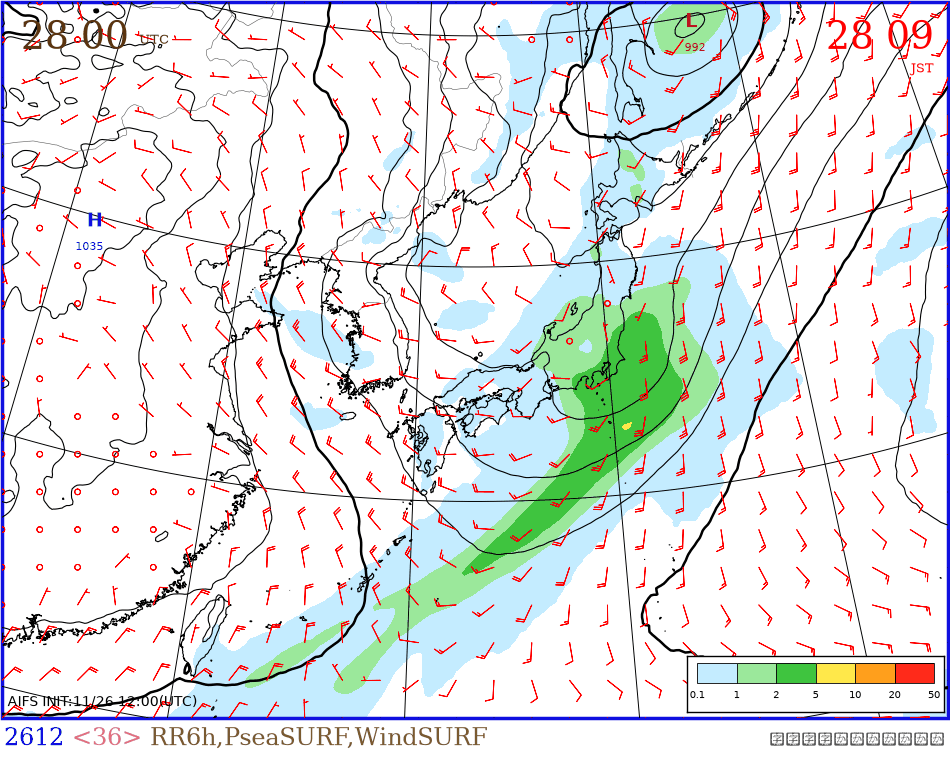 28 00 UTC
28 09
JST
L
992
H
1035
0.1 1 2 5 10 20 50
AIFS INIT:11/26 12:00(UTC)
2612 <36> RR6h,PseaSURF,WindSURF